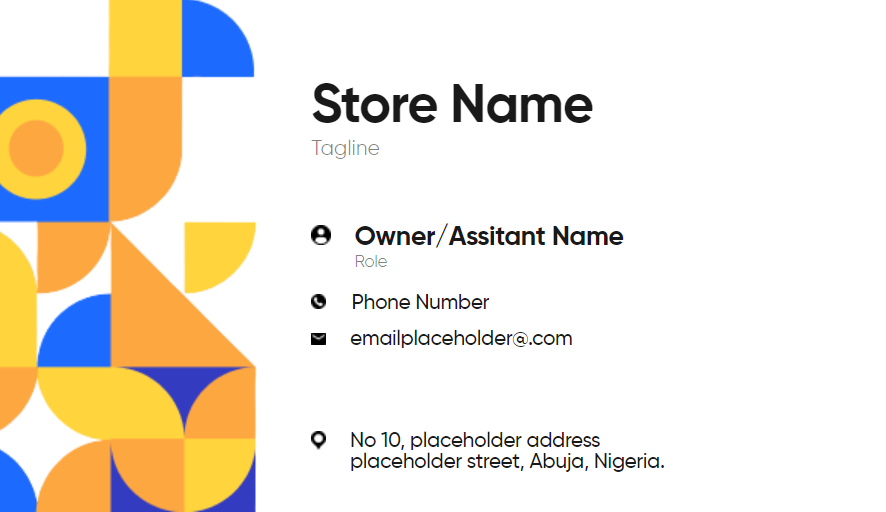 Store Name
Tagline
Owner/Assitant Name
Role
Phone Number
emailplaceholder@.com
No 10, placeholder address
placeholder street, Abuja, Nigeria.